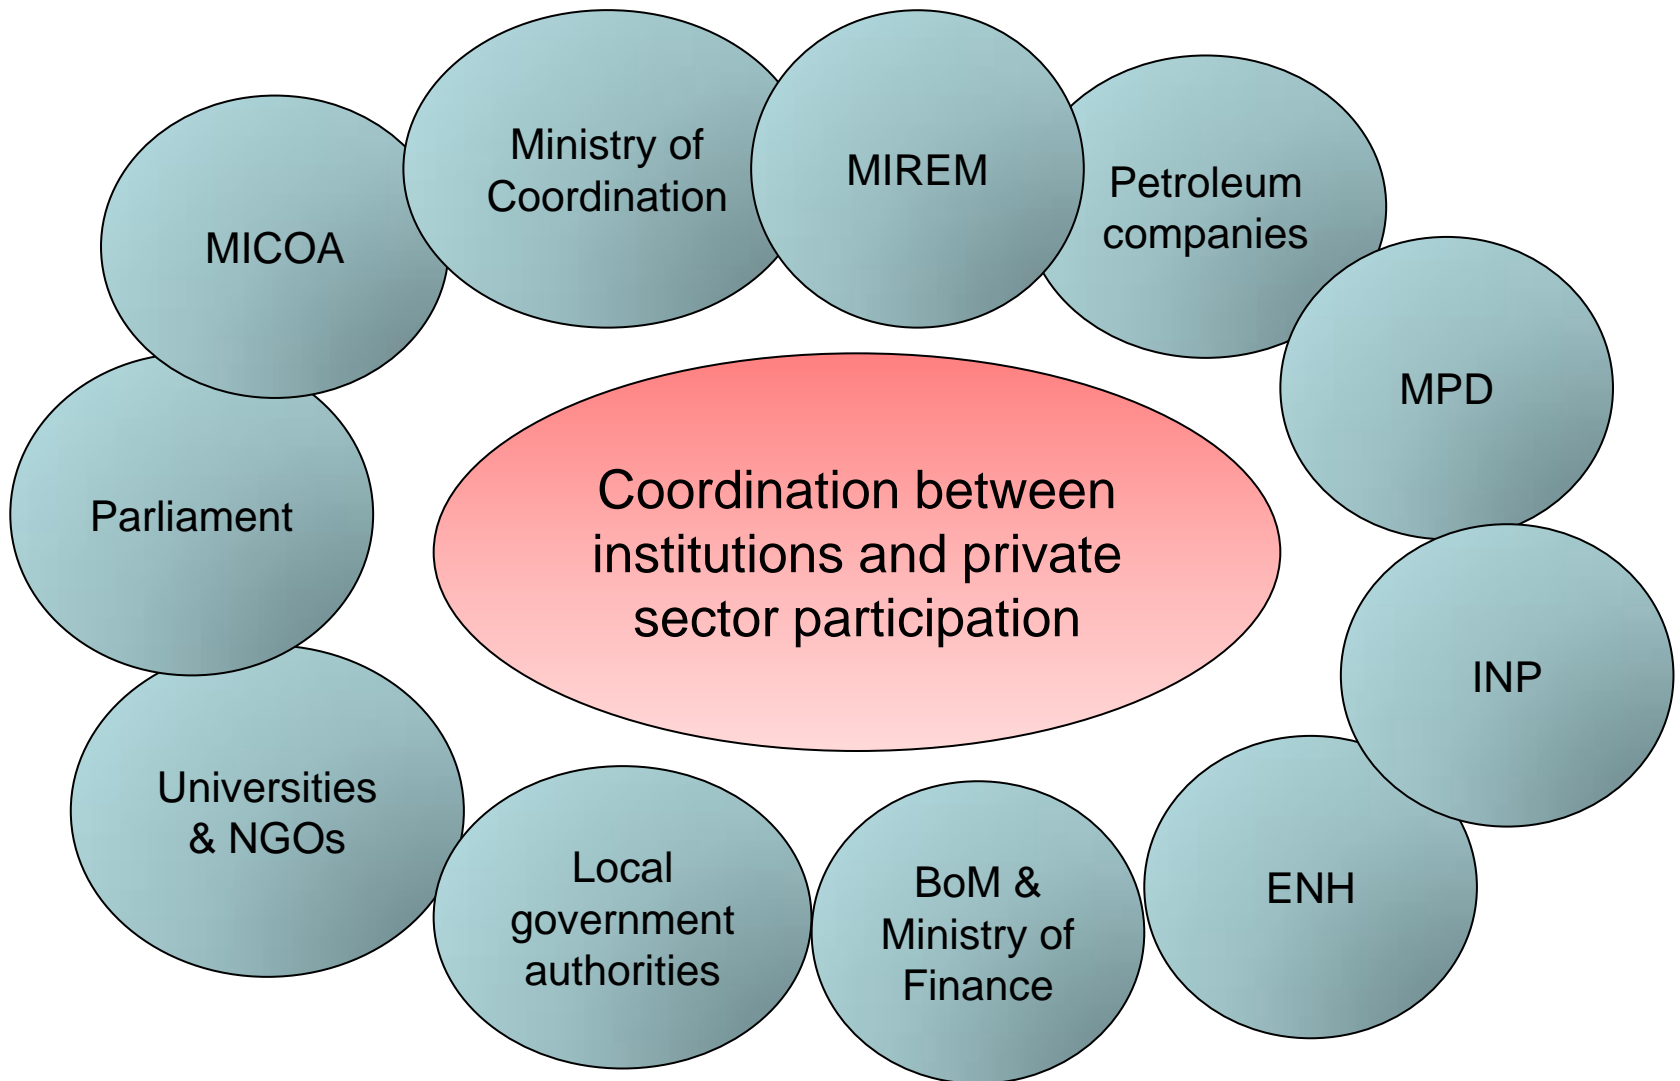 Ministry of
Coordination
MIREM
Petroleum
companies
MICOA
MPD
Parliament
Coordination between
institutions and private
sector participation
INP
Universities
& NGOs
Local
government
authorities
BoM &
Ministry of
Finance
ENH